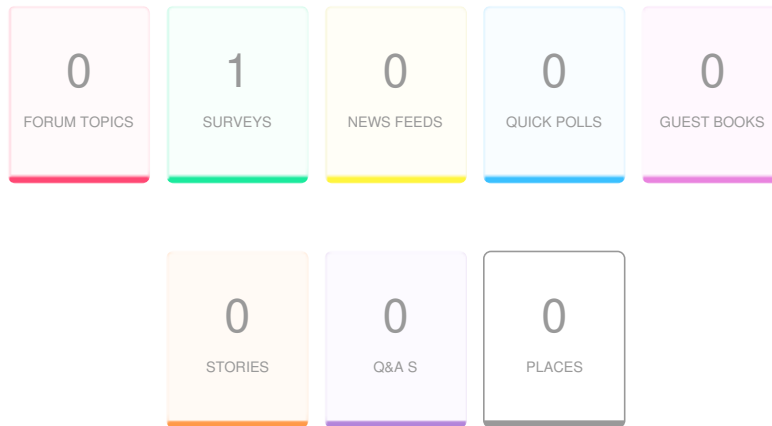 0 1 0 0 0
FORUM TOPICS SURVEYS NEWS FEEDS QUICK POLLS GUEST BOOKS
0 0 0
STORIES Q&A S PLACES